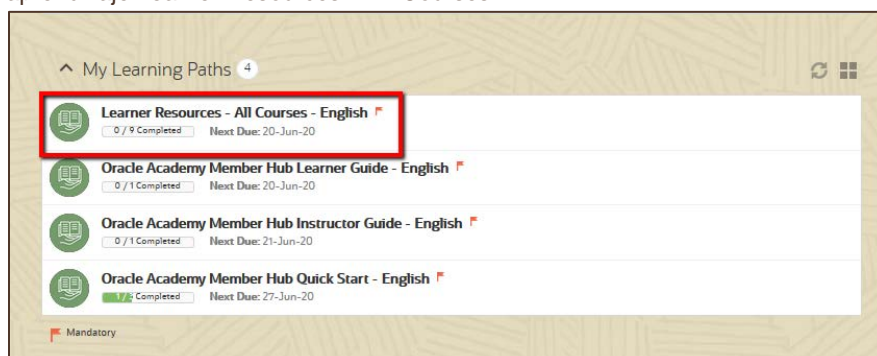 My Learning Paths 4
Learner Resources - All Courses - English
0 / 9 Completed Next Due: 20-Jun-20
Oracle Academy Member Hub Learner Guide - English
0 / 1 Completed Next Due: 20-Jun-20
Oracle Academy Member Hub Instructor Guide - English
0 / 1 Completed Next Due: 21-Jun-20
Oracle Academy Member Hub Quick Start - English
Completed Next Due: 27-Jun-20
Mandatory